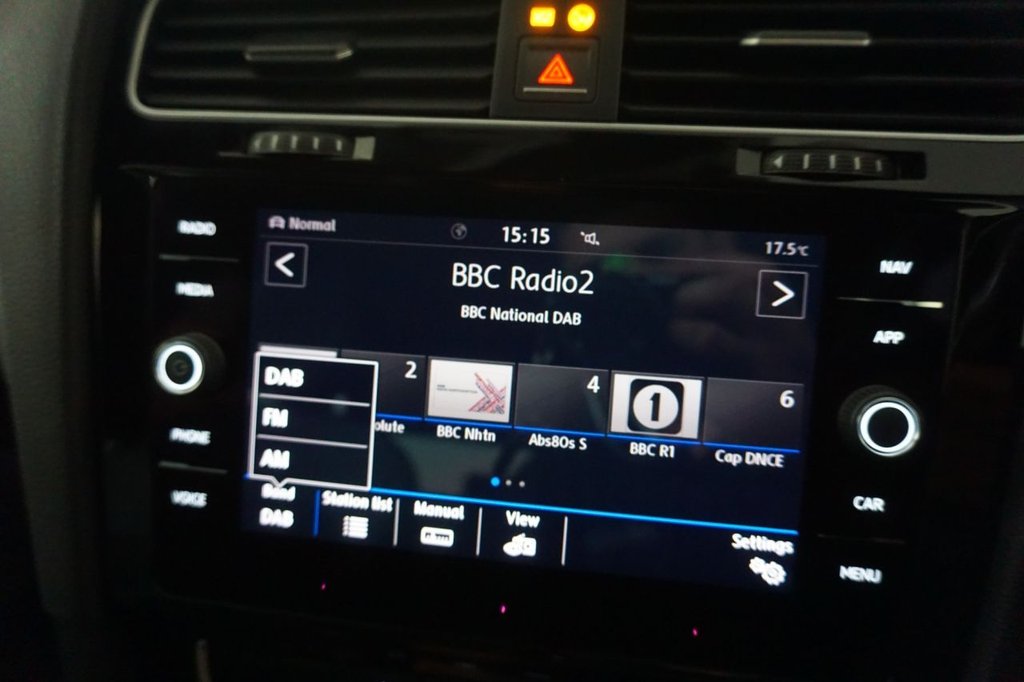 RADIO
MEDIA
PHONE
VOICE
Normal
15:15
17.5°C
<
BBC Radio2
>
BBC National DAB
DAB
FM
AM
2
4
1
6
olute
BBC Nhtn
Abs80s S
BBC R1
Cap DNCE
Band
DAB
Station list
Manual
View
Settings
NAV
APP
CAR
MENU